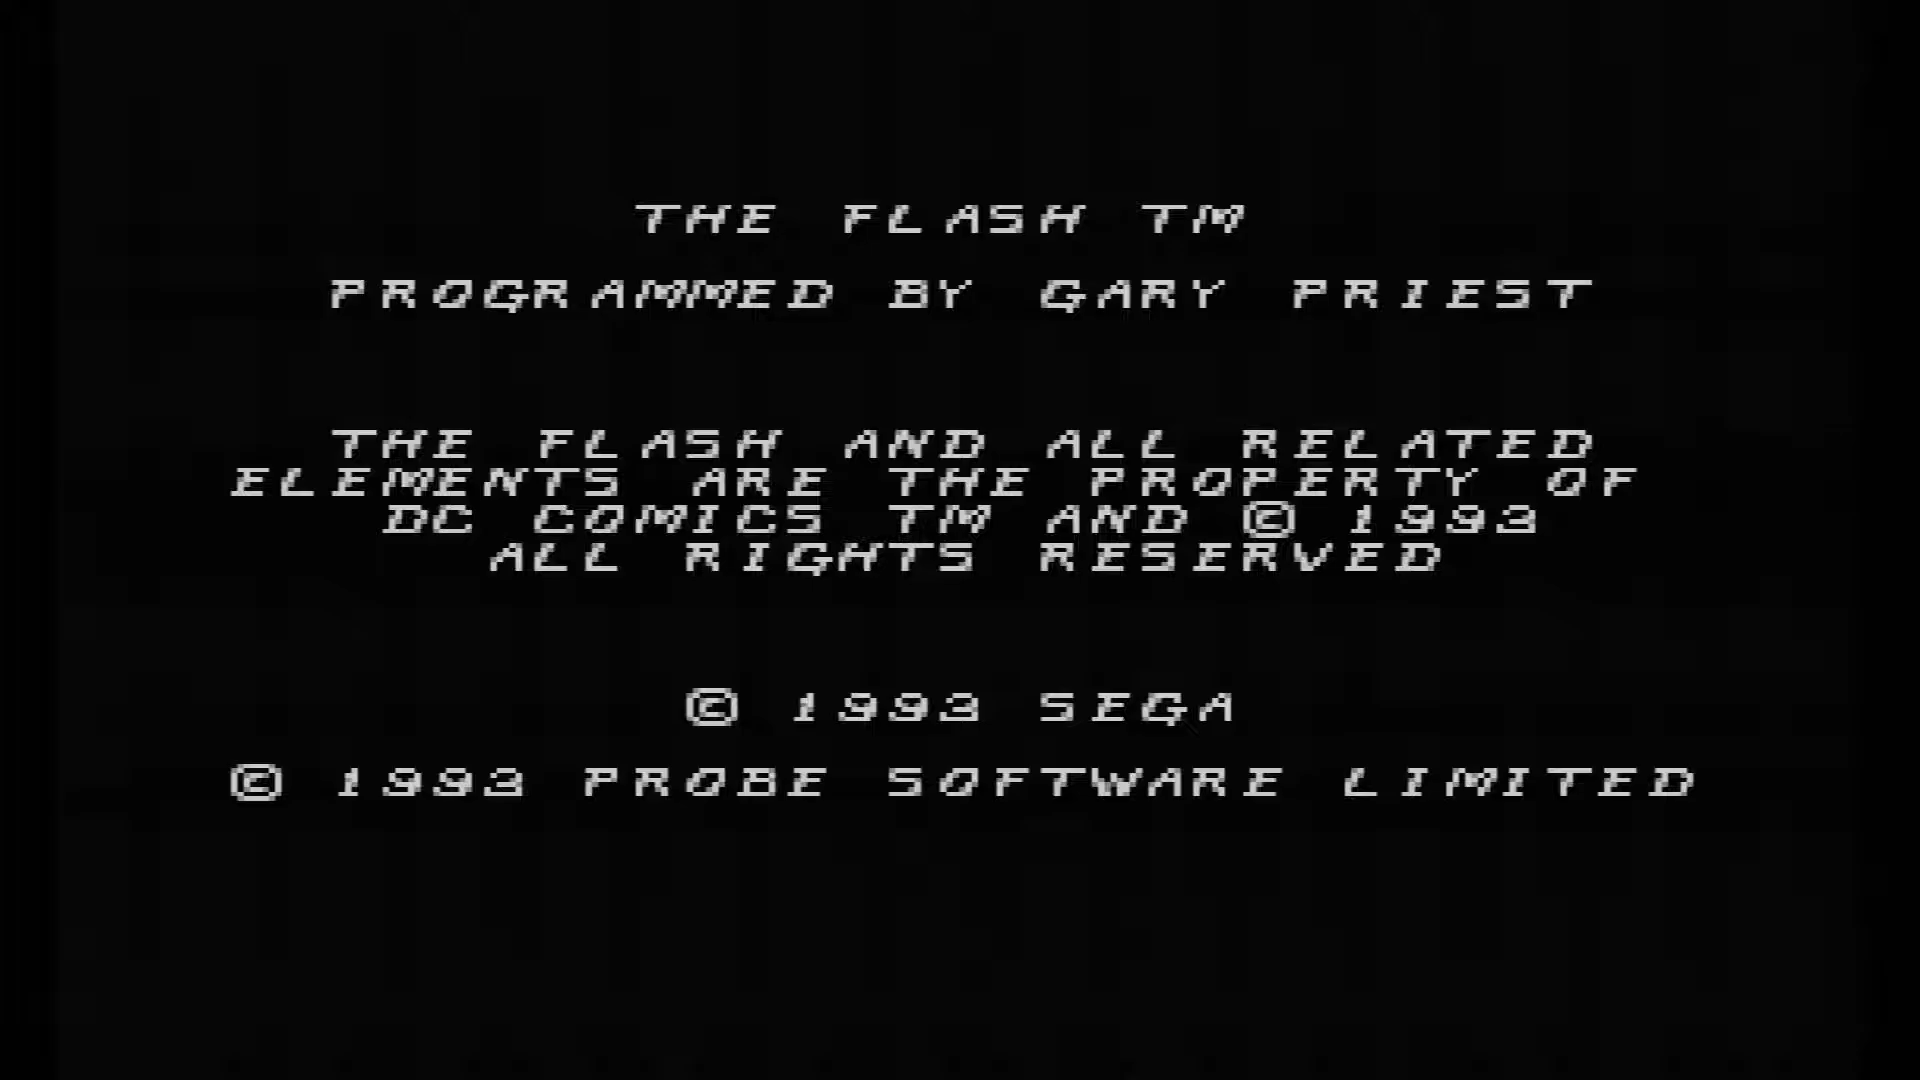 THE FLASH TM
PROGRAMMED BY GARY PRIEST
THE FLASH AND ALL RELATED
ELEMENTS ARE THE PROPERTY OF
DC COMICS TM AND © 1993
ALL RIGHTS RESERVED
© 1993 SEGA
© 1993 PROBE SOFTWARE LIMITED